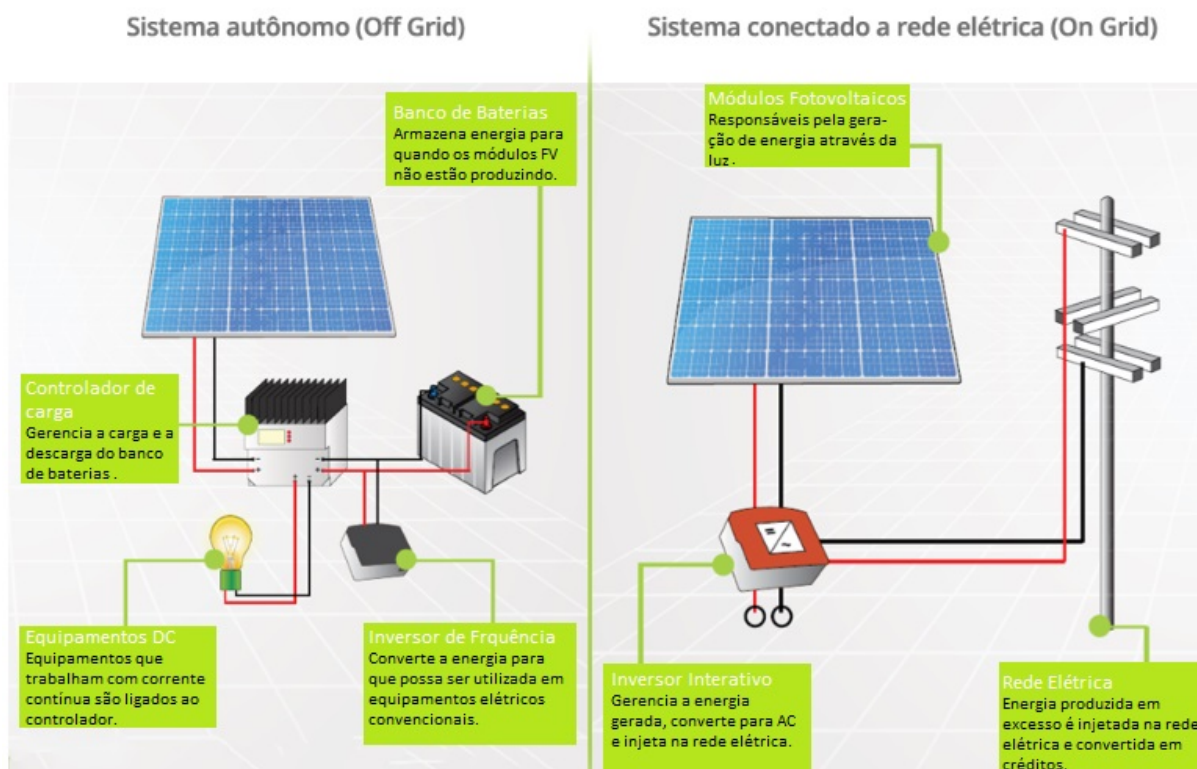 Sistema autônomo (Off Grid)
Banco de Baterias
Armazena energia para
quando os módulos FV
não estão produzindo.
Controlador de
carga
Gerencia a carga e a
descarga do banco
de baterias .
Equipamentos DC
Equipamentos que
trabalham com corrente
contínua são ligados ao
controlador.
Inversor de Frquência
Converte a energia para
que possa ser utilizada em
equipamentos elétricos
convencionais.
Sistema conectado a rede elétrica (On Grid)
Módulos Fotovoltaicos
Responsáveis pela gera-
ção de energia através da
luz .
Inversor Interativo
Gerencia a energia
gerada, converte para AC
e injeta na rede elétrica.
Rede Elétrica
Energia produzida em
excesso é injetada na rede
elétrica e convertida em
créditos.